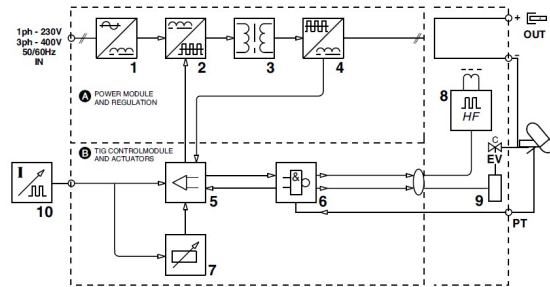 1ph - 230V
3ph - 400V
50/60Hz
IN
1
2
3
4
+
OUT
-
A POWER MODULE
AND REGULATION
8
HF
B TIG CONTROLMODULE
AND ACTUATORS
C
EV
I
10
5
&
6
9
PT
7